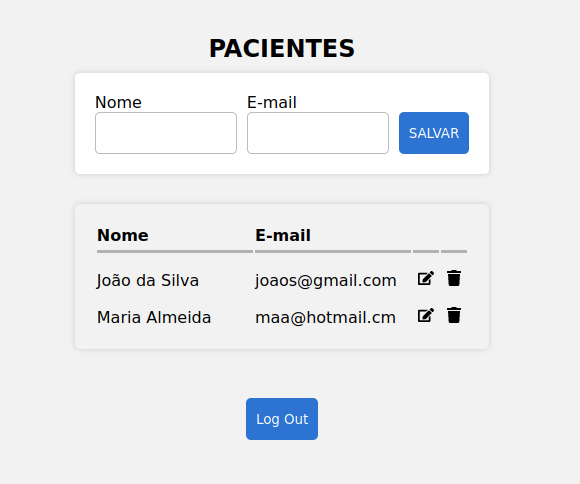 PACIENTES
Nome E-mail
SALVAR
Nome E-mail
João da Silva joaos@gmail.com
Maria Almeida maa@hotmail.cm
Log Out